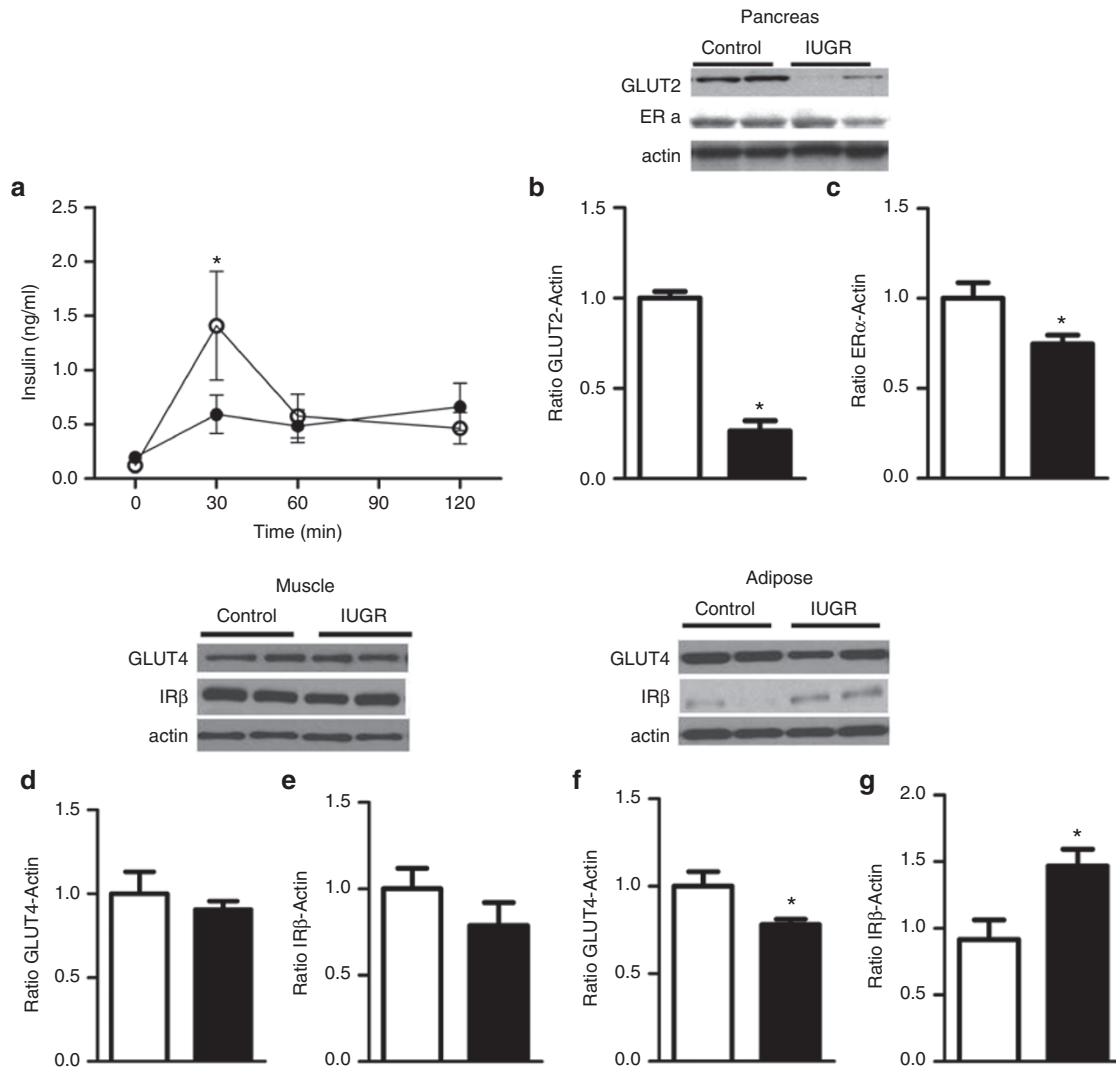 Pancreas
Control IUGR
GLUT2
ER a
actin
a
2.5
2.0
1.5
1.0
0.5
0.0
Insulin (ng/ml)
*
0 30 60 90 120
Time (min)
b
1.5
1.0
0.5
0.0
Ratio GLUT2-Actin
*
c
1.5
1.0
0.5
0.0
Ratio ERα-Actin
*
Muscle
Control IUGR
GLUT4
IRβ
actin
Adipose
Control IUGR
GLUT4
IRβ
actin
d
1.5
1.0
0.5
0.0
Ratio GLUT4-Actin
e
1.5
1.0
0.5
0.0
Ratio IRβ-Actin
f
1.5
1.0
0.5
0.0
Ratio GLUT4-Actin
*
g
2.0
1.5
1.0
0.5
0.0
Ratio IRβ-Actin
*